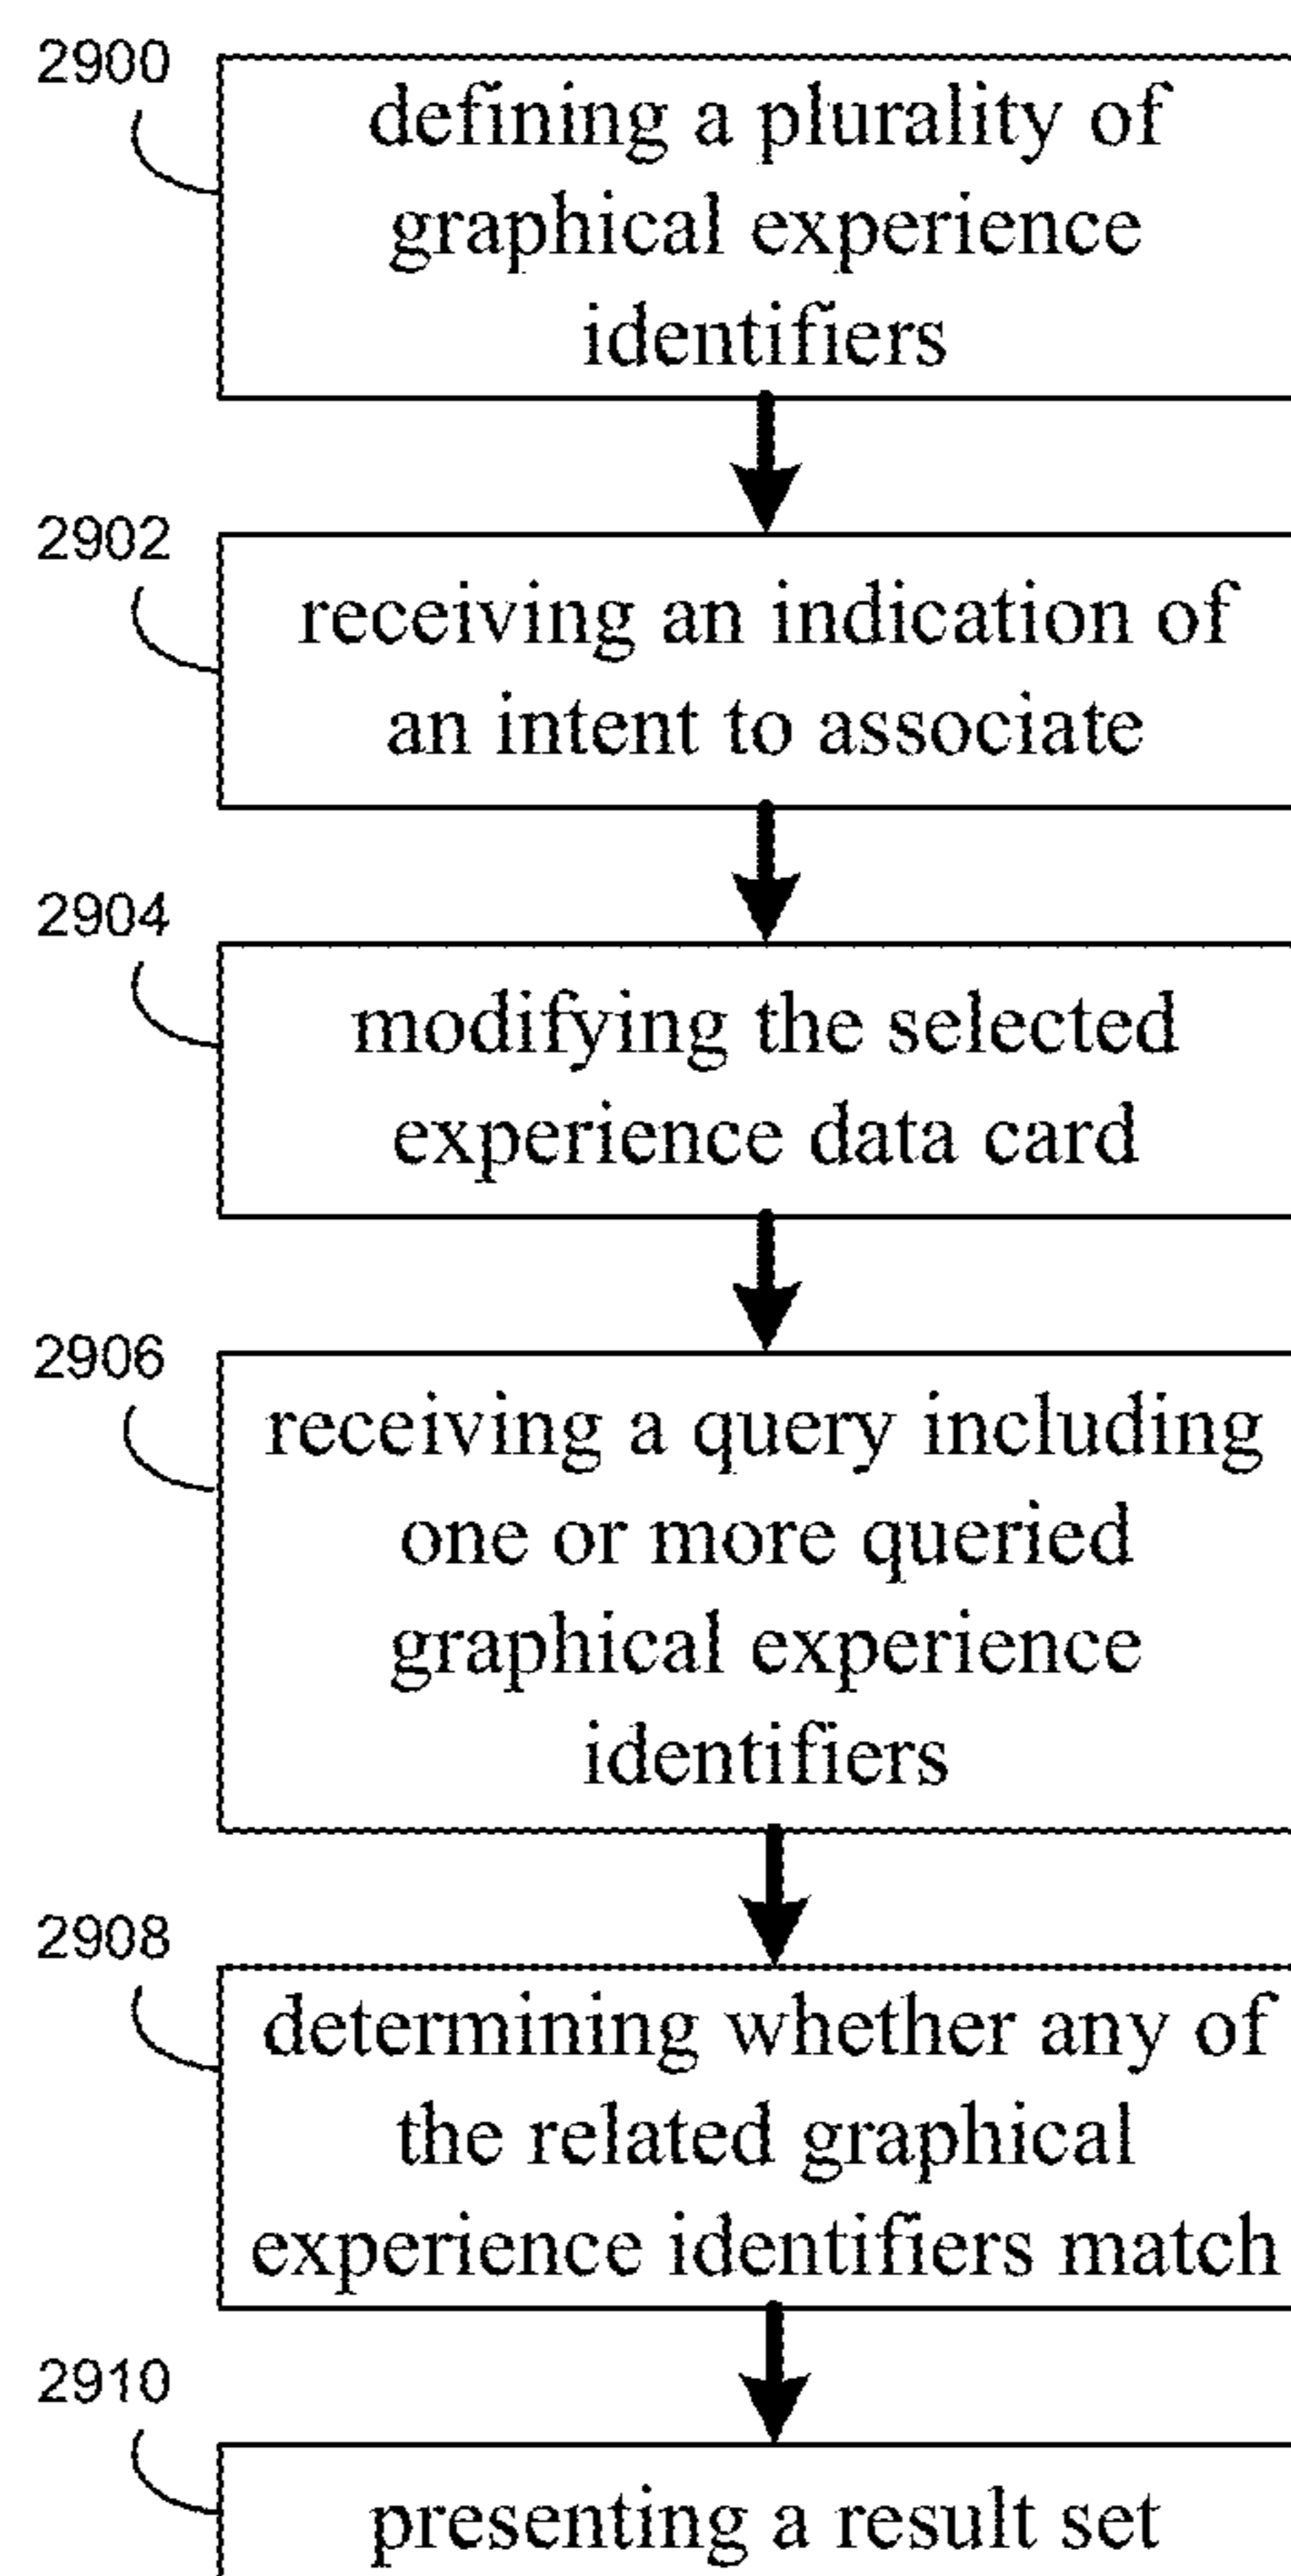 2900
defining a plurality of
graphical experience
identifiers
2902
receiving an indication of
an intent to associate
2904
modifying the selected
experience data card
2906
receiving a query including
one or more queried
graphical experience
identifiers
2908
determining whether any of
the related graphical
experience identifiers match
2910
presenting a result set